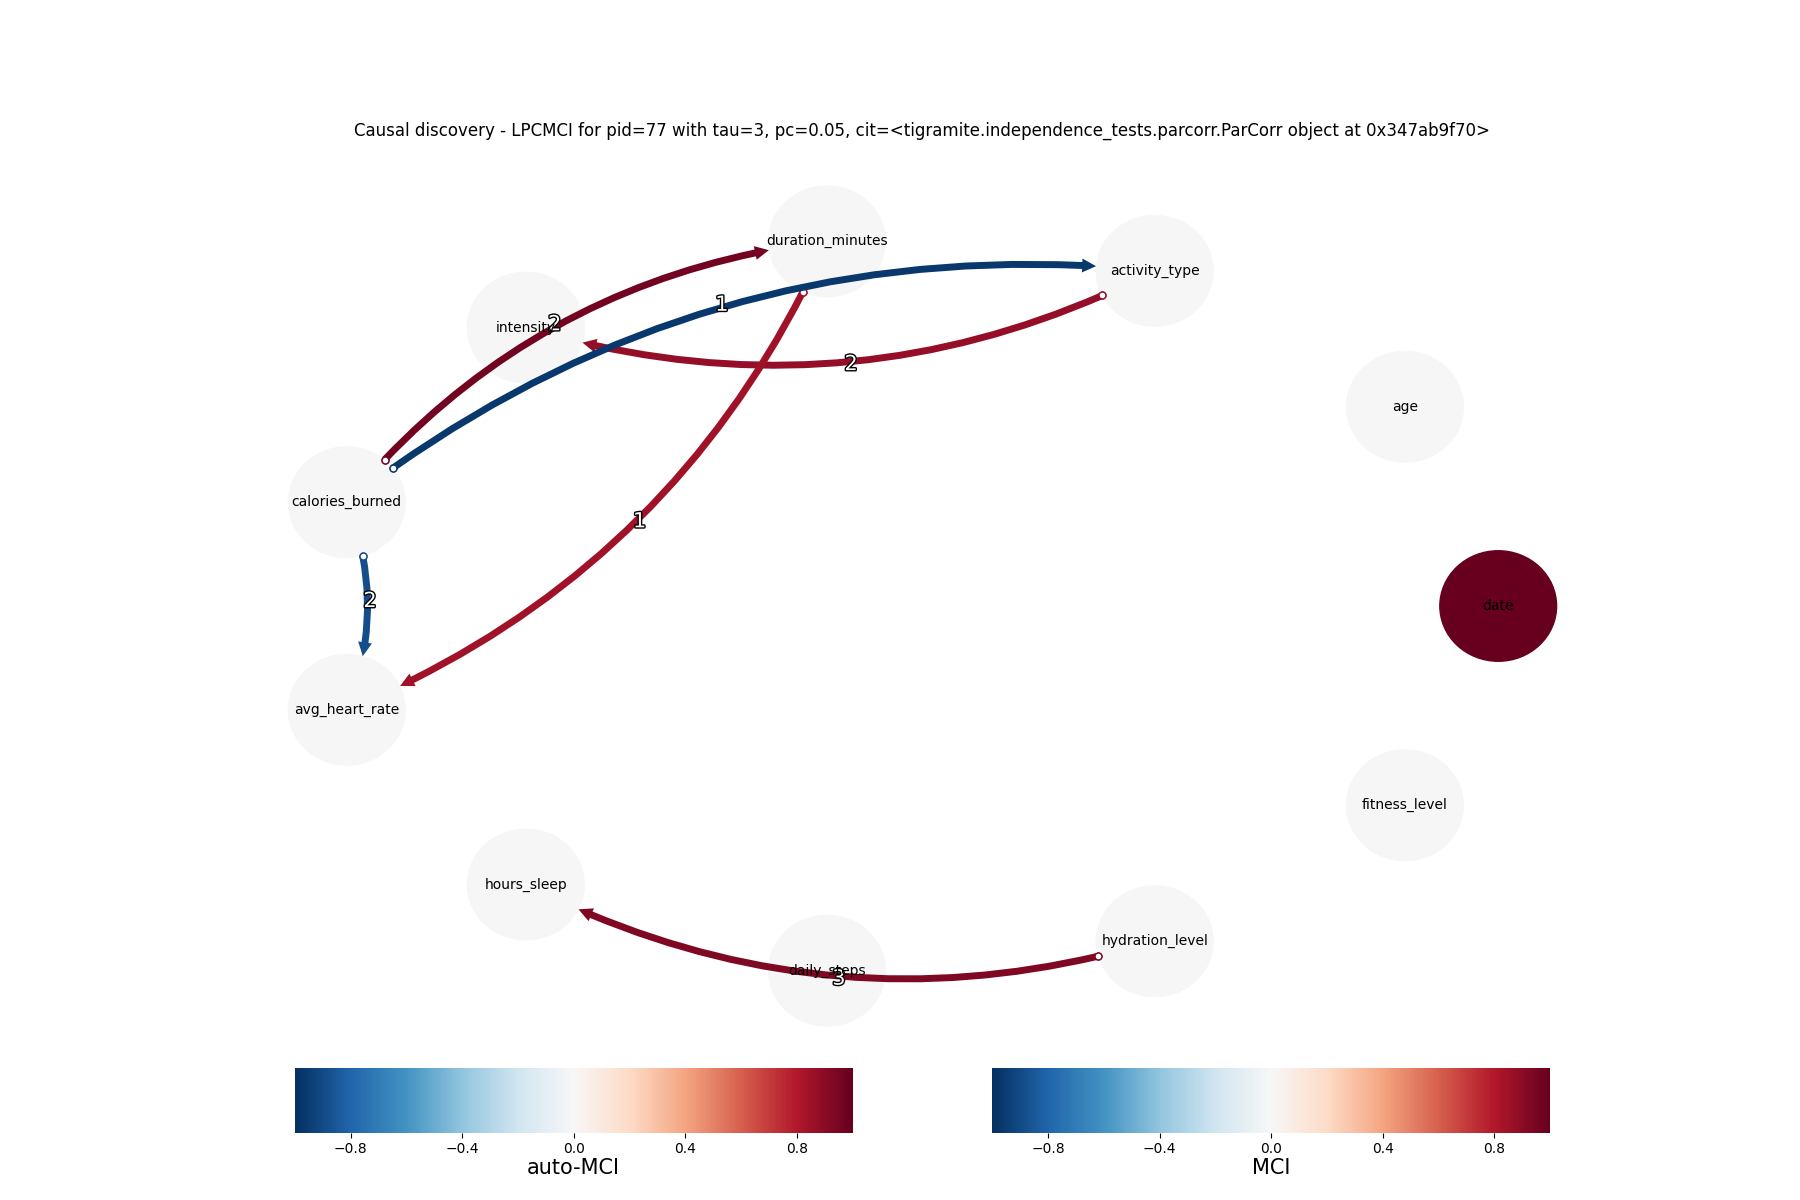 Causal discovery - LPCMCI for pid=77 with tau=3, pc=0.05, cit=<tigramite.independence_tests.parcorr.ParCorr object at 0x347ab9f70>
duration_minutes
activity_type
1
2
intensity
2
age
calories_burned
1
2
date
avg_heart_rate
fitness_level
hours_sleep
hydration_level
daily_steps
3
−0.8 −0.4 0.0 0.4 0.8
auto-MCI
−0.8 −0.4 0.0 0.4 0.8
MCI